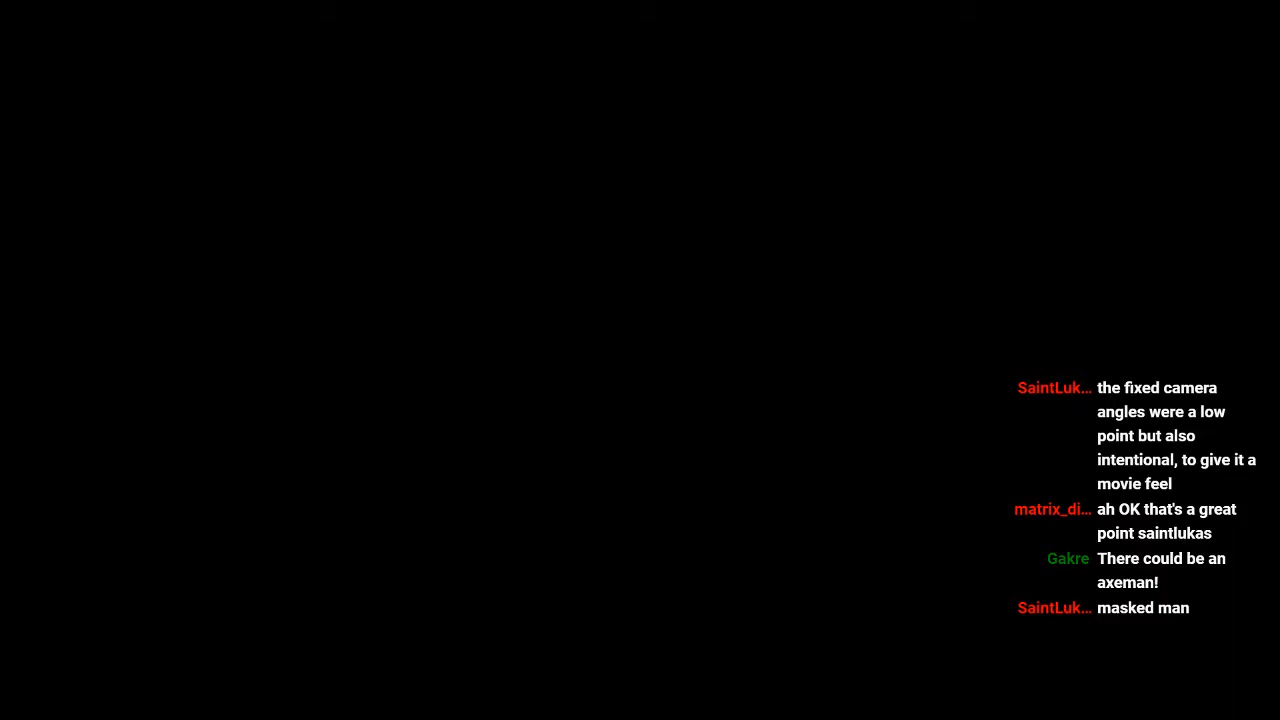 SaintLuk... the fixed camera
angles were a low
point but also
intentional, to give it a
movie feel
matrix_di... ah OK that's a great
point saintlukas
Gakre There could be an
axeman!
SaintLuk... masked man